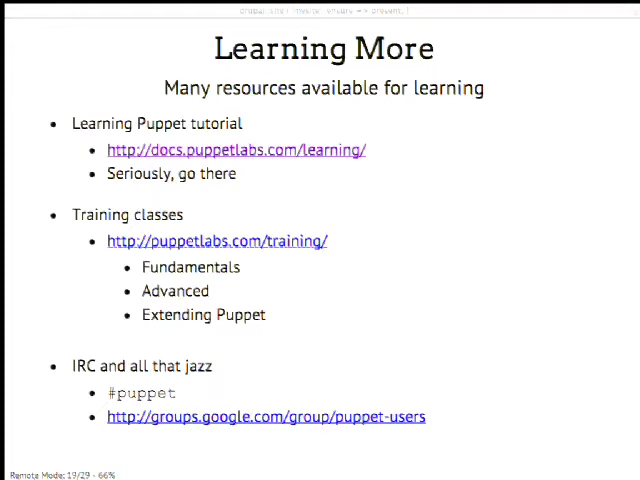 Learning More
Many resources available for learning
• Learning Puppet tutorial
• http://docs.puppetlabs.com/learning/
• Seriously, go there
• Training classes
• http://puppetlabs.com/training/
• Fundamentals
• Advanced
• Extending Puppet
• IRC and all that jazz
• #puppet
• http://groups.google.com/group/puppet-users
Remote Mode: 19/29 - 66%